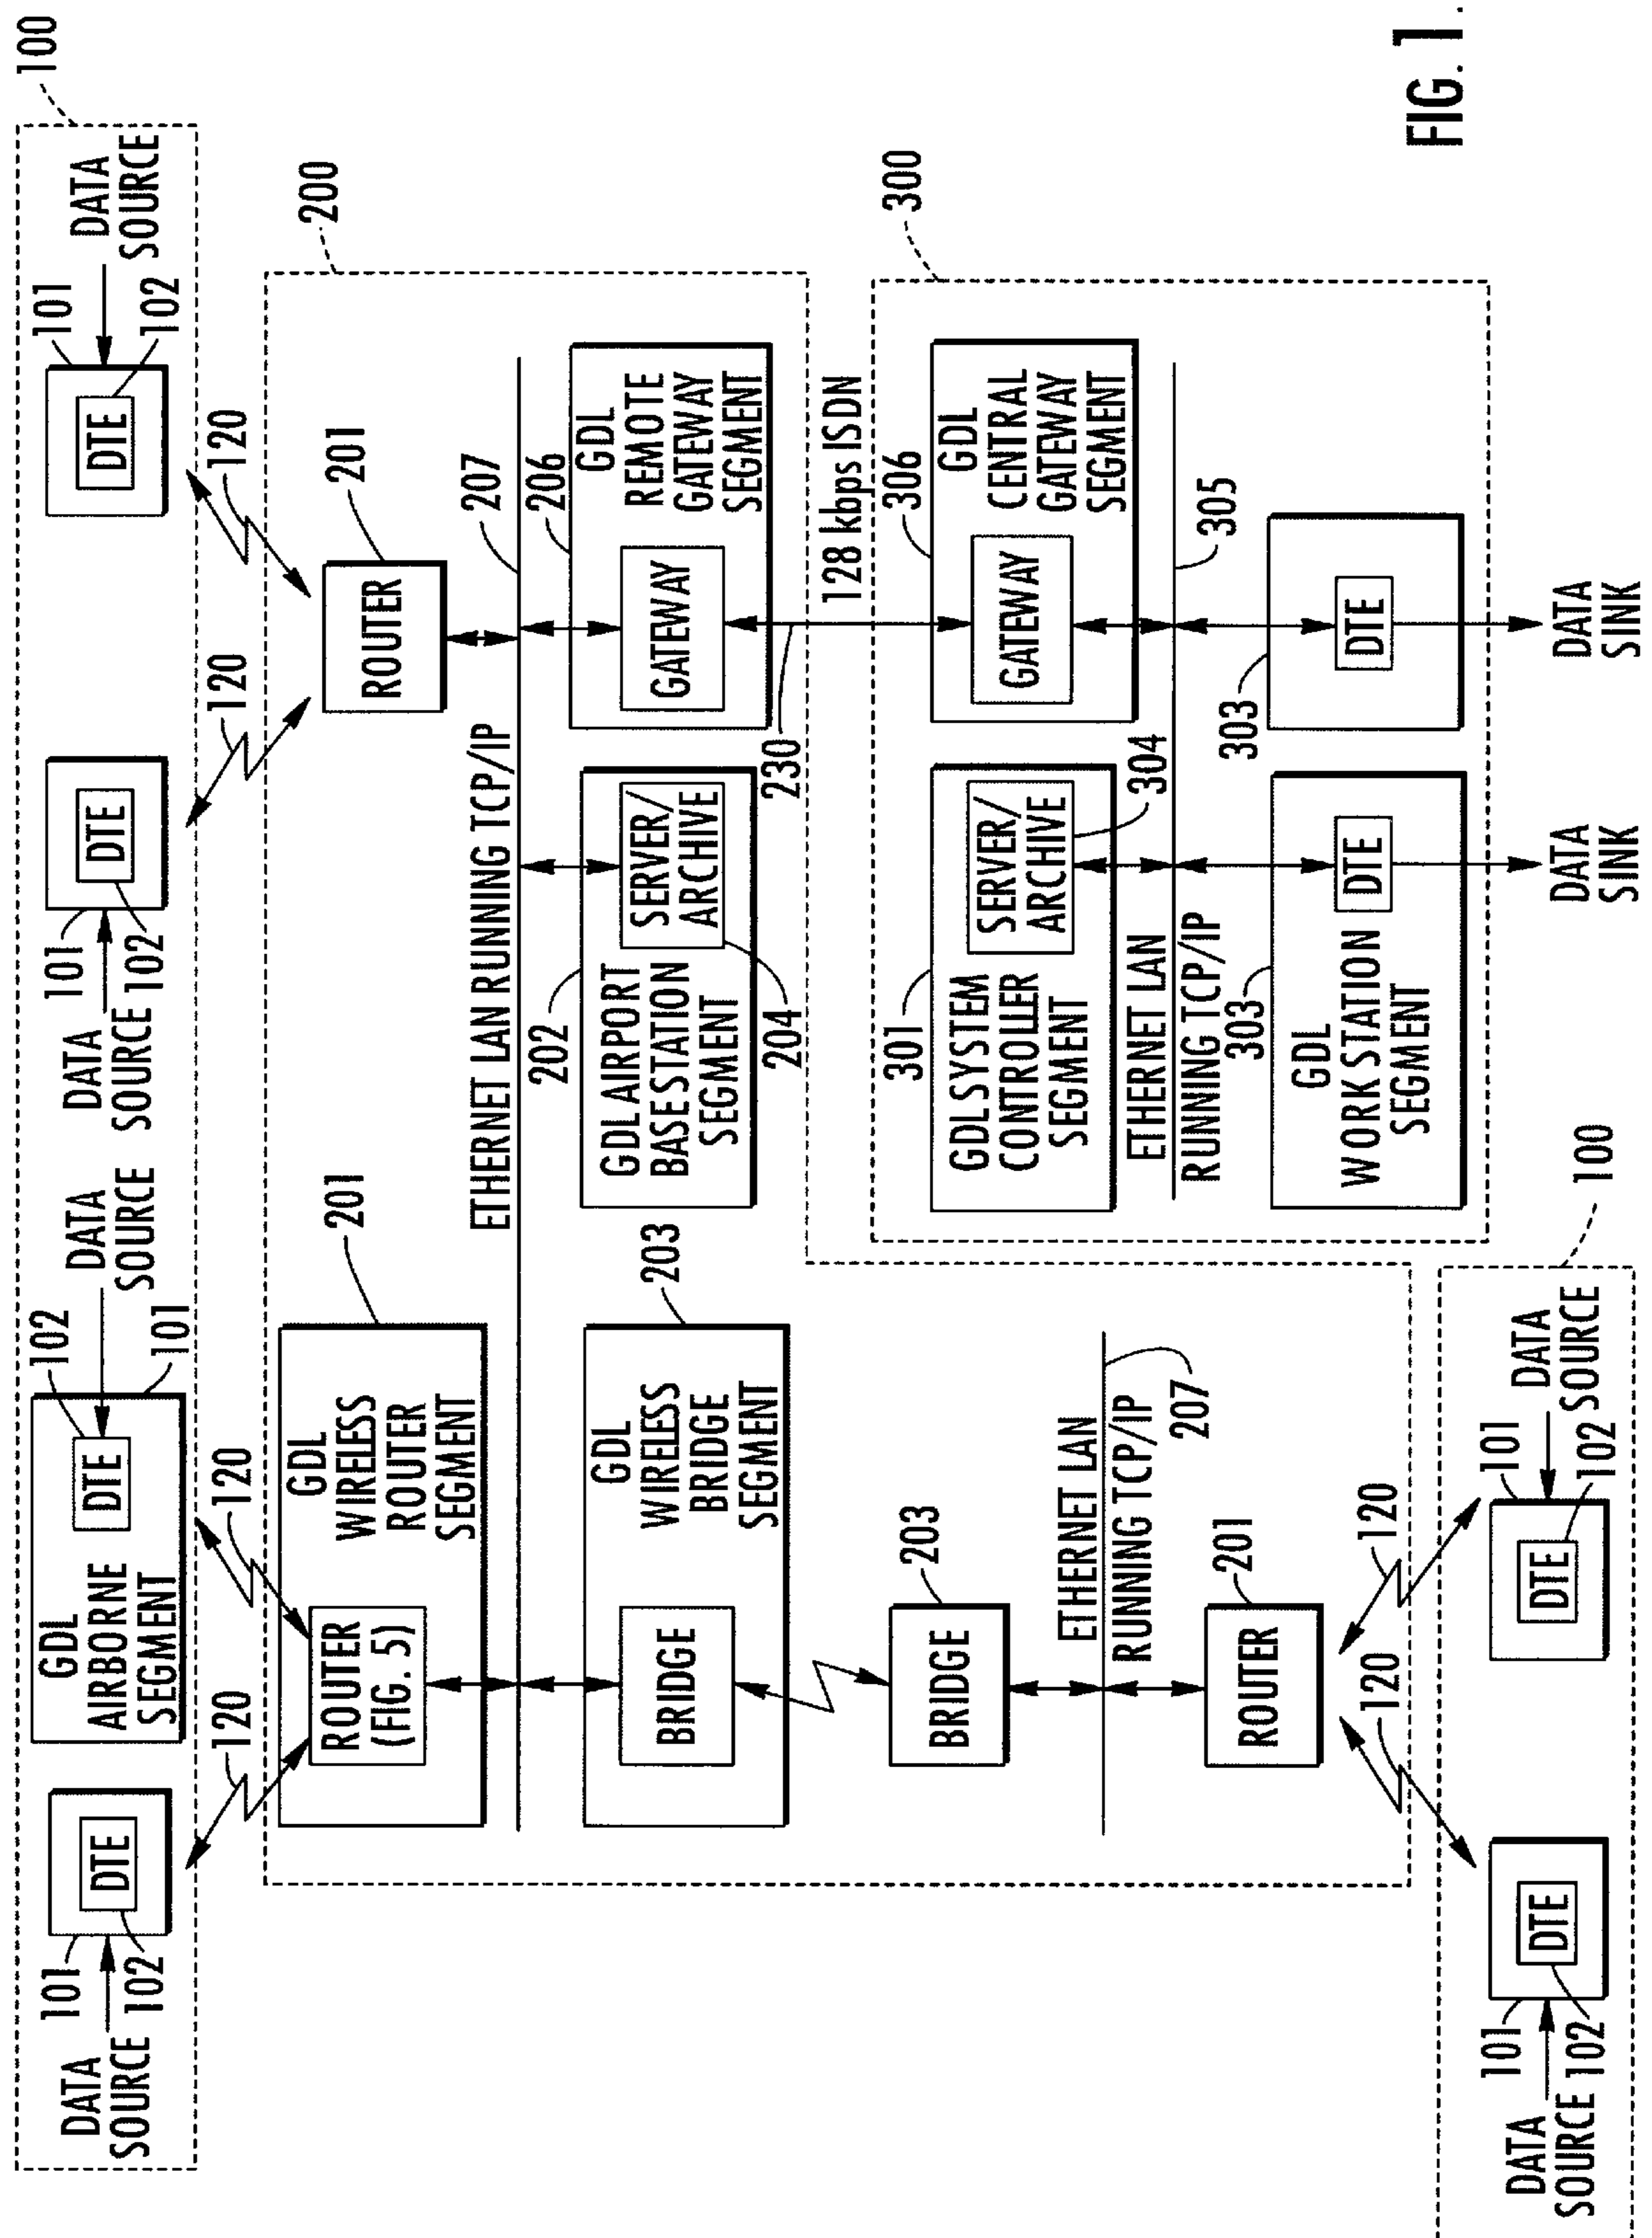 100
DATA
SOURCE
101
102
DTE
DATA
SOURCE
101
102
DTE
DATA
SOURCE
102
101
GDL
AIRBORNE
SEGMENT
DTE
DATA
SOURCE
101
102
DTE
120
120
120
120
200
201
ROUTER
201
GDL
WIRELESS
ROUTER
SEGMENT
ROUTER
(FIG. 5)
ETHERNET LAN RUNNING TCP/IP
207
206
GDL
REMOTE
GATEWAY
SEGMENT
GATEWAY
202
GDL AIRPORT
BASE STATION
SEGMENT
SERVER/
ARCHIVE
204
203
GDL
WIRELESS
BRIDGE
SEGMENT
BRIDGE
203
BRIDGE
ETHERNET LAN
RUNNING TCP/IP
207
201
ROUTER
120
120
230
128 kbps ISDN
300
306
GDL
CENTRAL
GATEWAY
SEGMENT
GATEWAY
301
GDL SYSTEM
CONTROLLER
SEGMENT
SERVER/
ARCHIVE
304
ETHERNET LAN
RUNNING TCP/IP
305
303
DTE
303
GDL
WORK STATION
SEGMENT
DTE
DATA
SINK
DATA
SINK
100
DATA
SOURCE
101
102
DTE
DATA
SOURCE
101
102
DTE
FIG. 1.